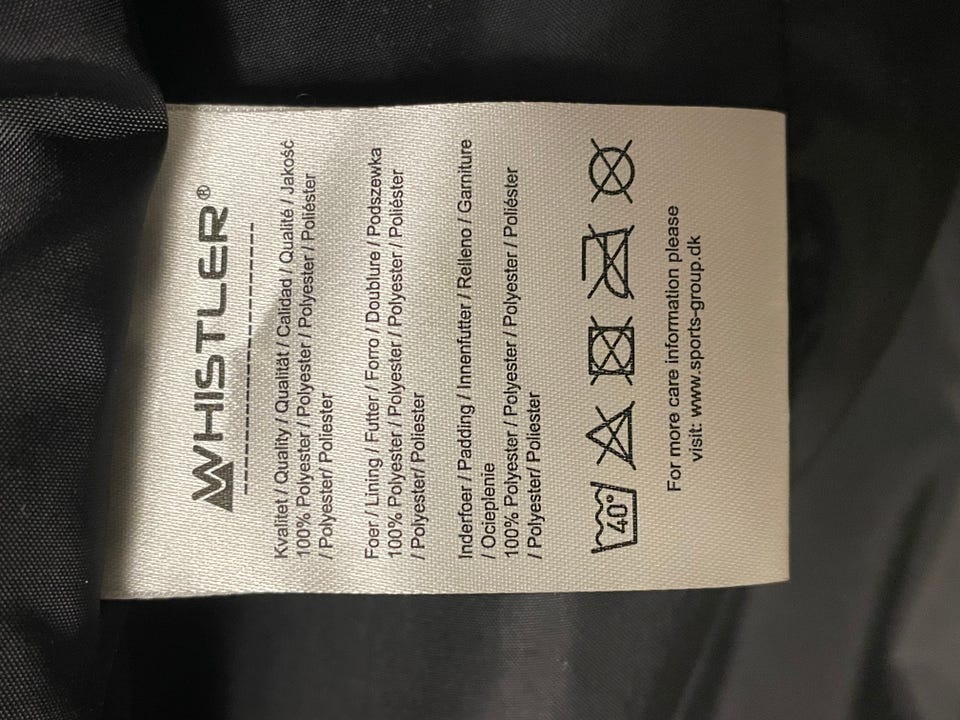 WHISTLER®
Kvalitet / Quality / Qualität / Calidad / Qualité / Jakość
100% Polyester / Polyester / Polyester / Poliéster
/ Polyester/ Poliester
Foer / Lining / Futter / Forro / Doublure / Podszewka
100% Polyester / Polyester / Polyester / Poliéster
/ Polyester/ Poliester
Inderfoer / Padding / Innenfutter / Relleno / Garniture
/ Ocieplenie
100% Polyester / Polyester / Polyester / Poliéster
/ Polyester/ Poliester
40°
For more care information please
visit: www.sports-group.dk